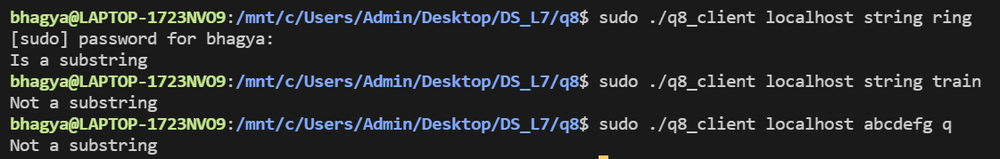 bhagya@LAPTOP-1723NVO9:/mnt/c/Users/Admin/Desktop/DS_L7/q8$ sudo ./q8_client localhost string ring
[sudo] password for bhagya:
Is a substring
bhagya@LAPTOP-1723NVO9:/mnt/c/Users/Admin/Desktop/DS_L7/q8$ sudo ./q8_client localhost string train
Not a substring
bhagya@LAPTOP-1723NVO9:/mnt/c/Users/Admin/Desktop/DS_L7/q8$ sudo ./q8_client localhost abcdefg q
Not a substring